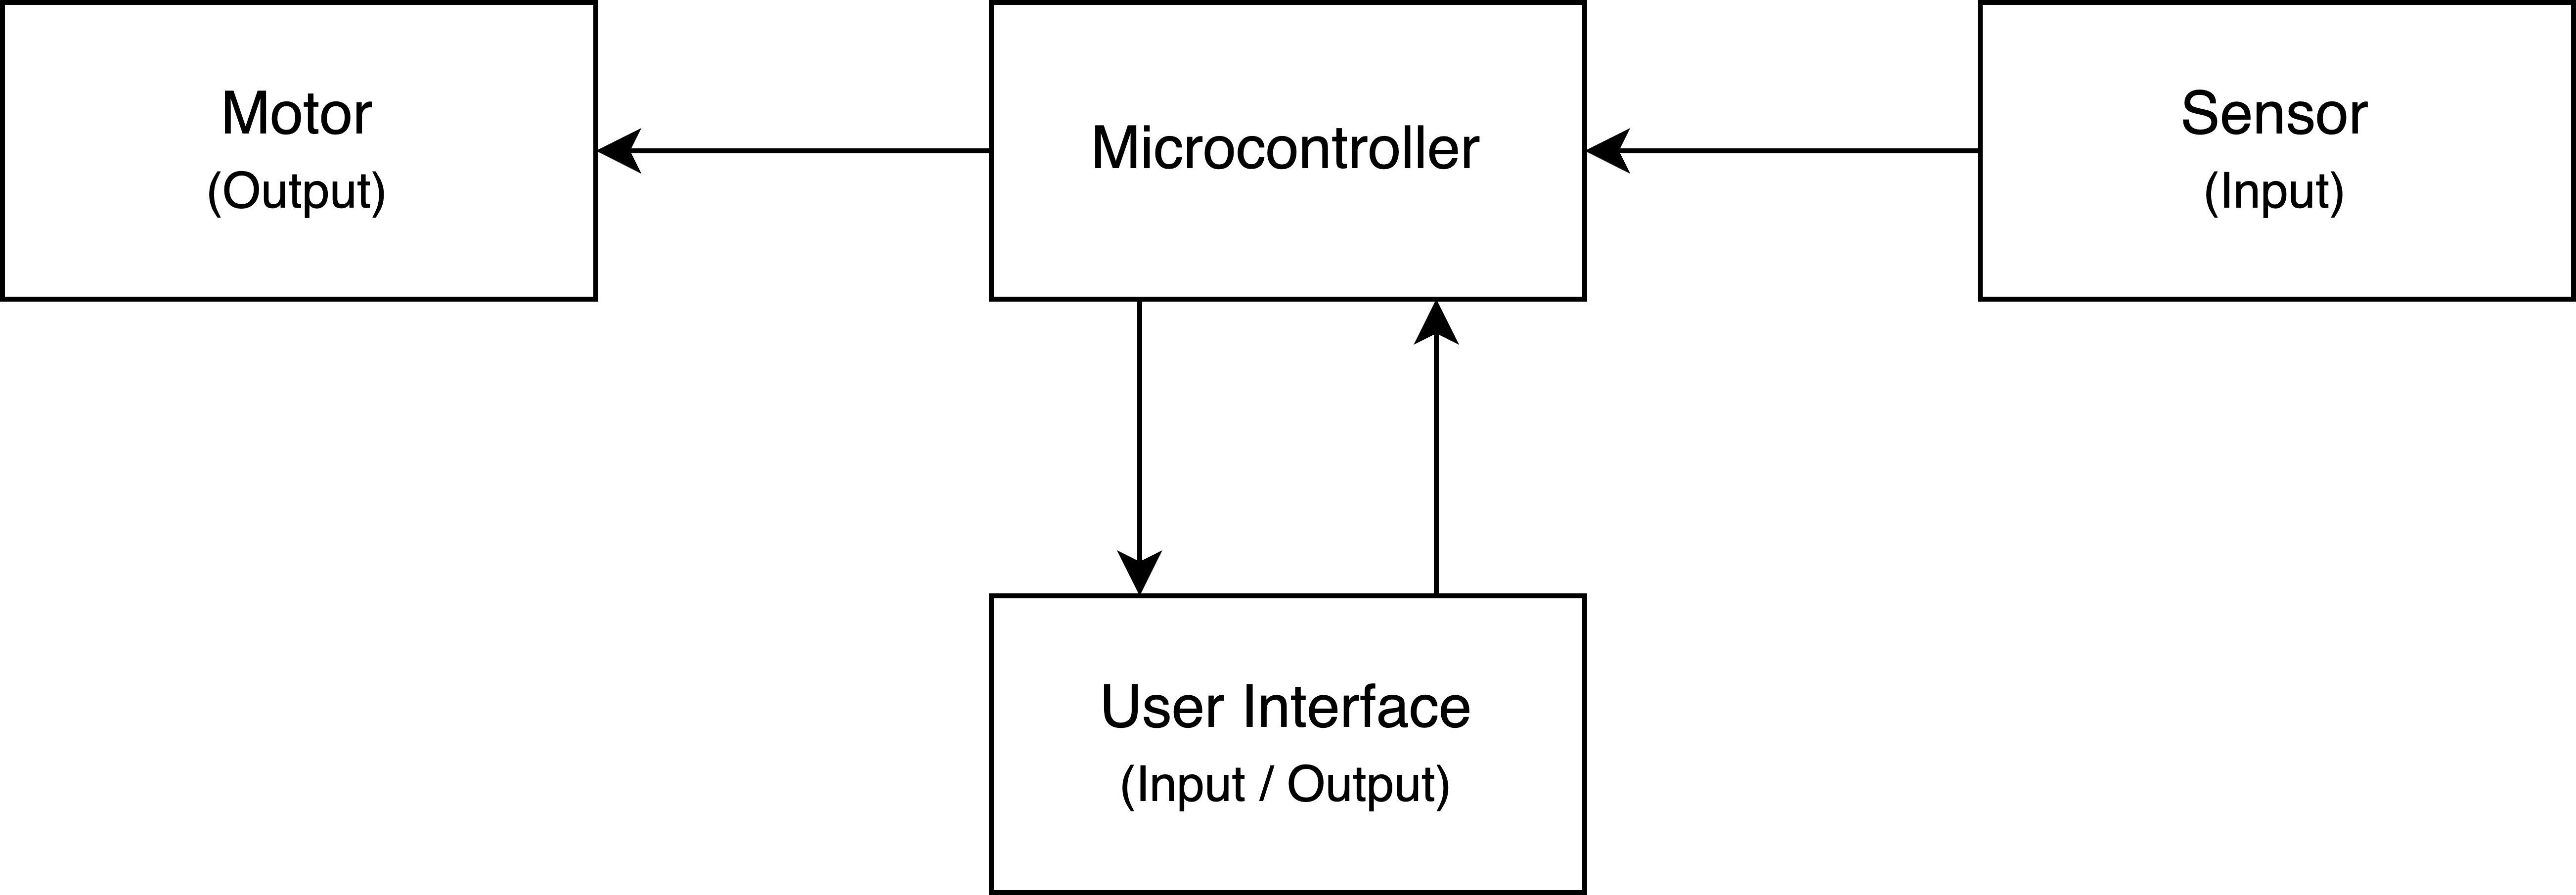 Motor
(Output)
Microcontroller
Sensor
(Input)
User Interface
(Input / Output)